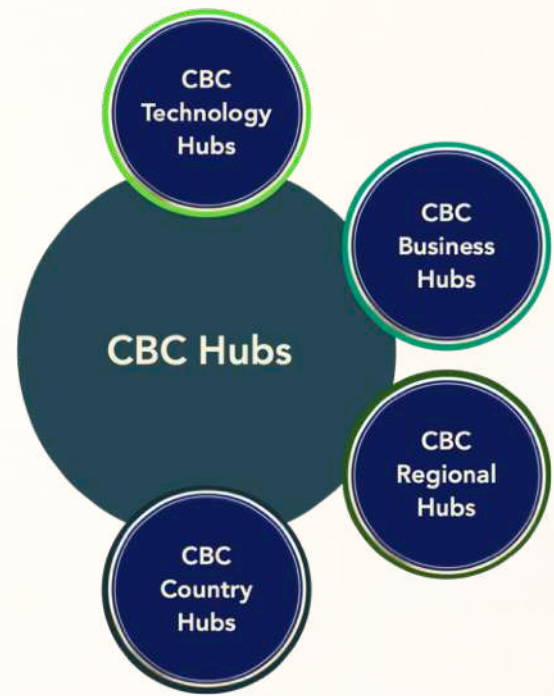 CBC
Technology
Hubs
CBC
Business
Hubs
CBC Hubs
CBC
Regional
Hubs
CBC
Country
Hubs